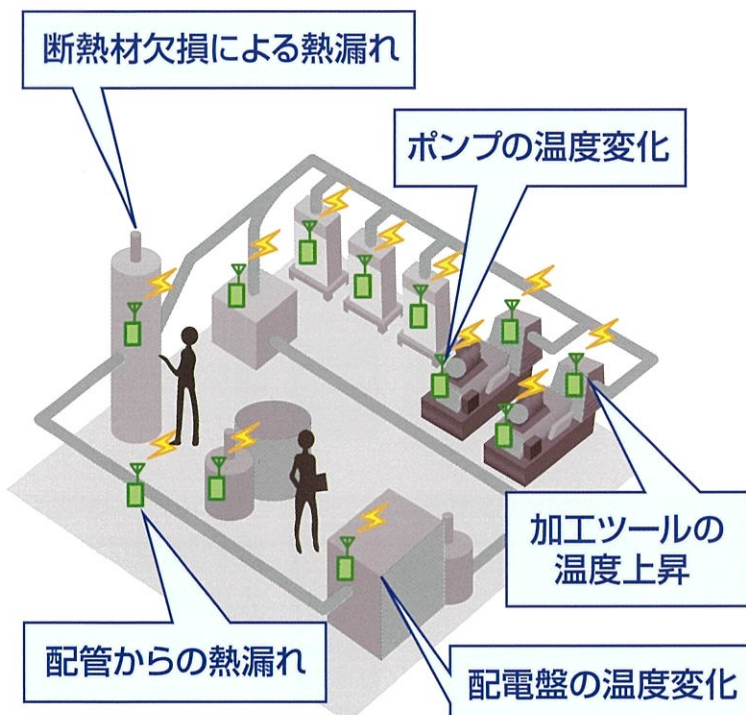 断熱材欠損による熱漏れ
ポンプの温度変化
加工ツールの
温度上昇
配管からの熱漏れ
配電盤の温度変化